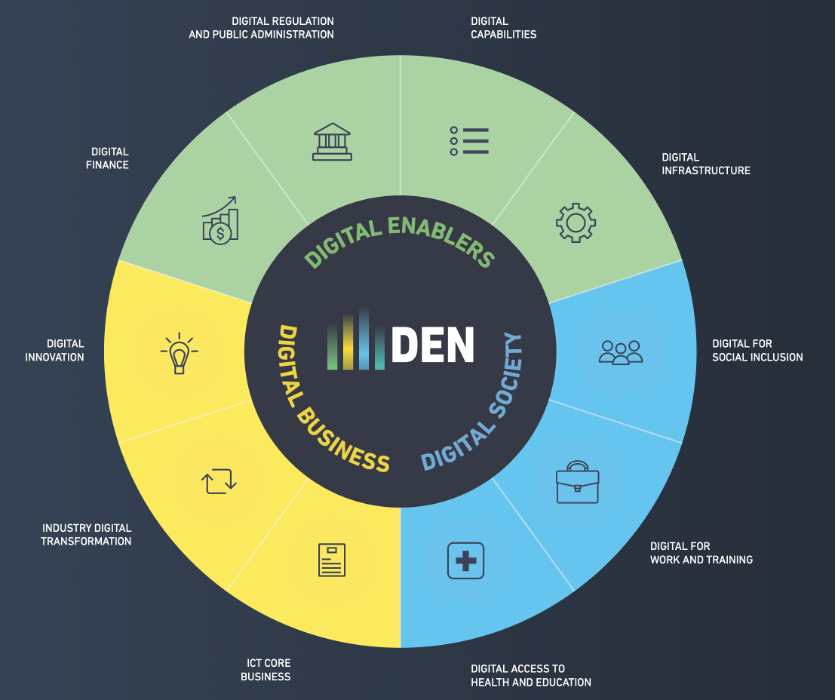 DIGITAL REGULATION
AND PUBLIC ADMINISTRATION
DIGITAL
CAPABILITIES
DIGITAL
FINANCE
DIGITAL
INFRASTRUCTURE
DIGITAL ENABLERS
DIGITAL
INNOVATION
DEN
DIGITAL FOR
SOCIAL INCLUSION
DIGITAL BUSINESS
DIGITAL SOCIETY
$
INDUSTRY DIGITAL
TRANSFORMATION
DIGITAL FOR
WORK AND TRAINING
ICT CORE
BUSINESS
DIGITAL ACCESS TO
HEALTH AND EDUCATION